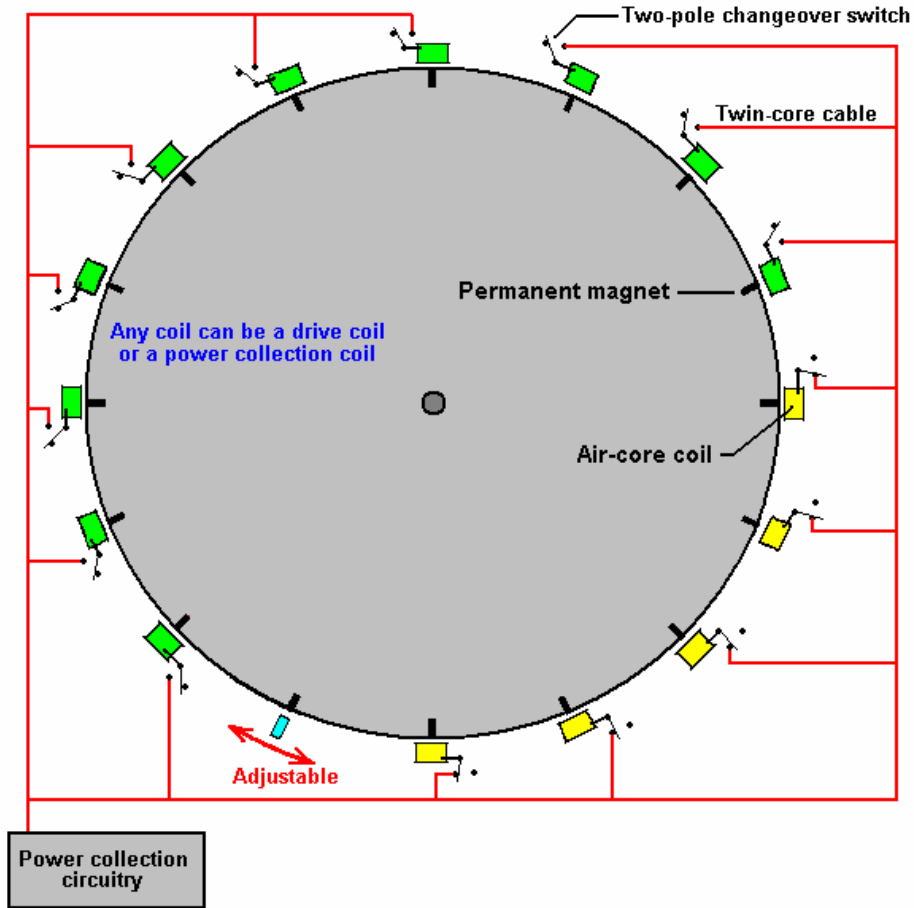 Two-pole changeover switch
Twin-core cable
Permanent magnet
Any coil can be a drive coil
or a power collection coil
Air-core coil
Adjustable
Power collection
circuitry